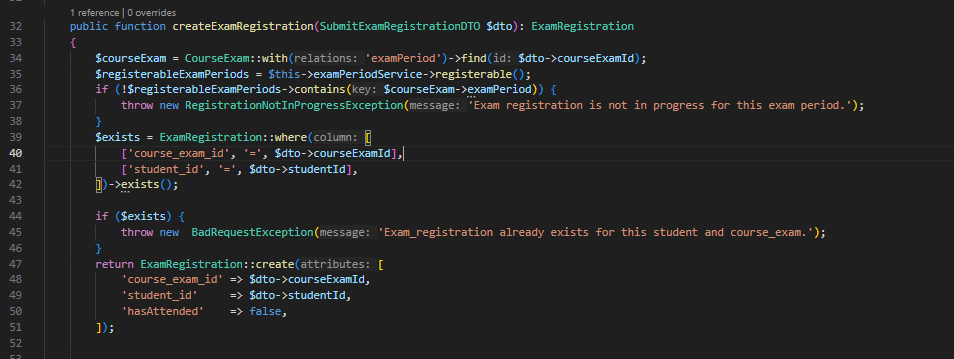 1 reference | 0 overrides
32 public function createExamRegistration(SubmitExamRegistrationDTO $dto): ExamRegistration
33 {
34 $courseExam = CourseExam::with(relations: 'examPeriod')->find(id: $dto->courseExamId);
35 $registerableExamPeriods = $this->examPeriodService->registerable();
36 if (!$registerableExamPeriods->contains(key: $courseExam->examPeriod)) {
37 throw new RegistrationNotInProgressException(message: 'Exam registration is not in progress for this exam period.');
38 }
39 $exists = ExamRegistration::where(column: [
40 ['course_exam_id', '=', $dto->courseExamId],
41 ['student_id', '=', $dto->studentId],
42 ])->exists();
43
44 if ($exists) {
45 throw new  BadRequestException(message: 'Exam_registration already exists for this student and course_exam.');
46 }
47 return ExamRegistration::create(attributes: [
48 'course_exam_id' => $dto->courseExamId,
49 'student_id'     => $dto->studentId,
50 'hasAttended'    => false,
51 ]);
52